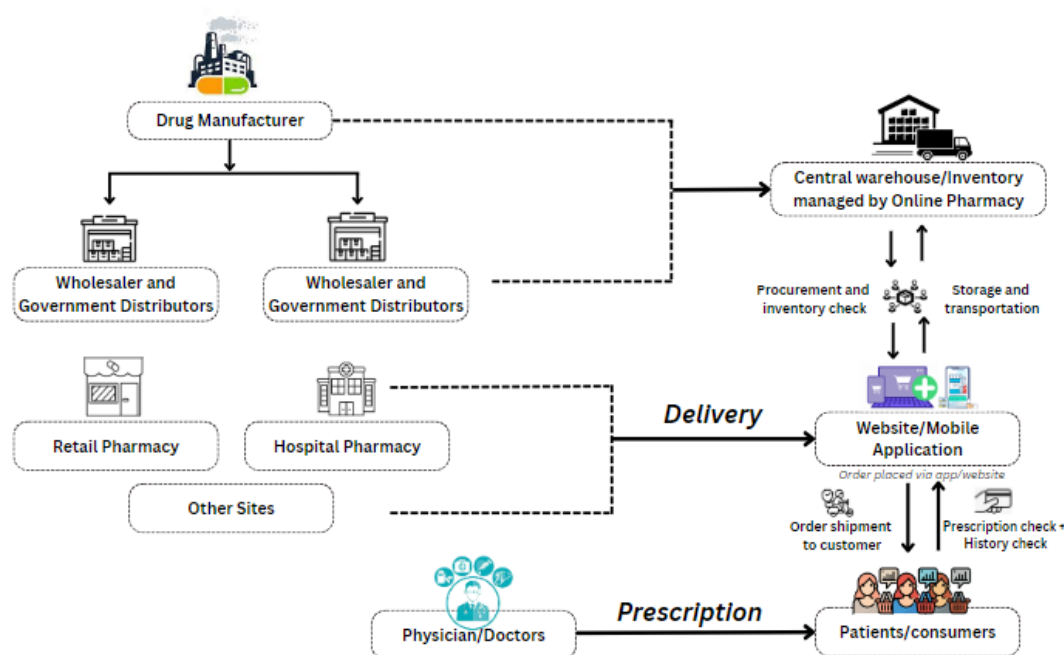 Drug Manufacturer
Central warehouse/Inventory
managed by Online Pharmacy
Wholesaler and
Government Distributors
Wholesaler and
Government Distributors
Procurement and
inventory check
Storage and
transportation
Retail Pharmacy
Hospital Pharmacy
Other Sites
Delivery
Website/Mobile
Application
Order placed via app/website
Order shipment
to customer
Prescription check +
History check
Physician/Doctors
Prescription
Patients/consumers